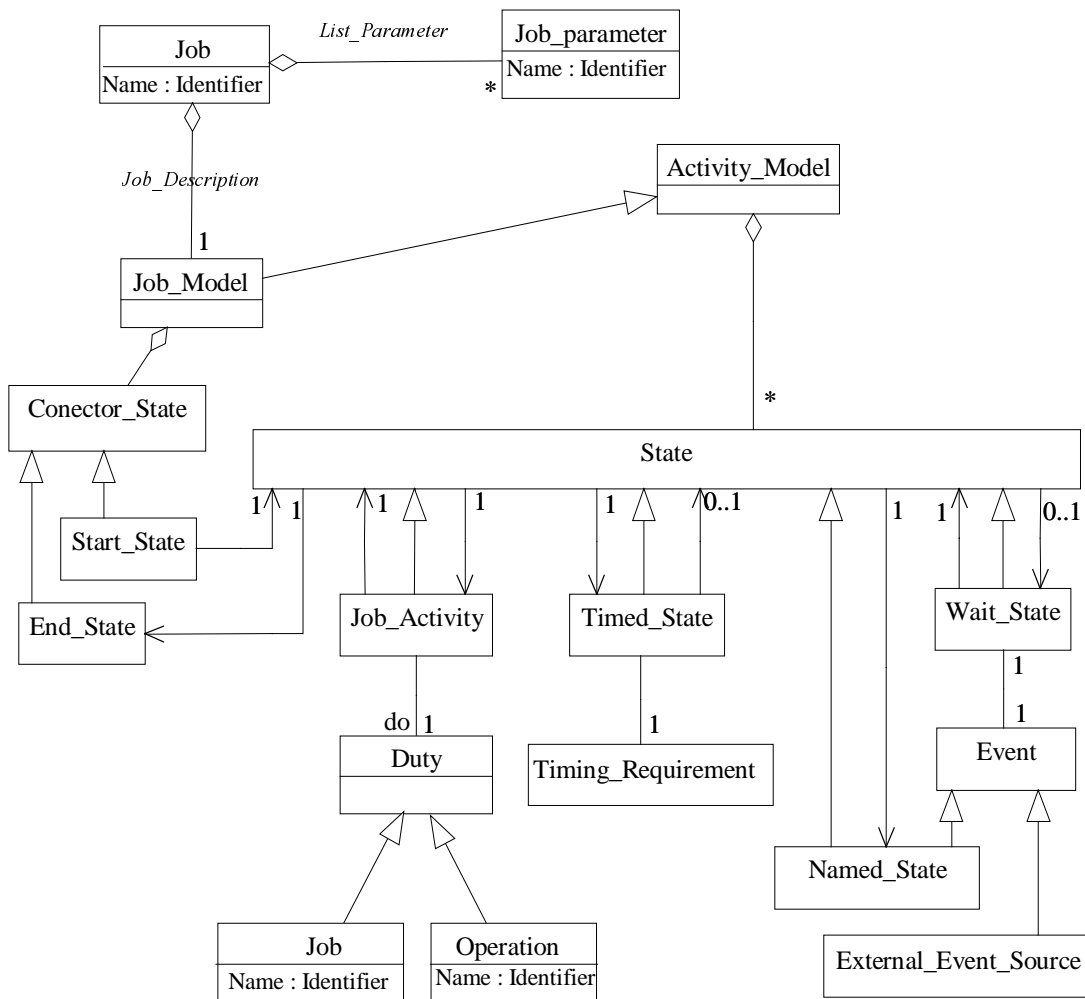 List_Parameter
Job_parameter
Name : Identifier
*
Job
Name : Identifier
Job_Description
1
Activity_Model
Job_Model
*
Conector_State
State
1
1
1
1
1
0..1
1
1
0..1
Start_State
End_State
Job_Activity
Timed_State
Wait_State
1
do
1
1
1
Duty
Timing_Requirement
Event
Named_State
Job
Name : Identifier
Operation
Name : Identifier
External_Event_Source